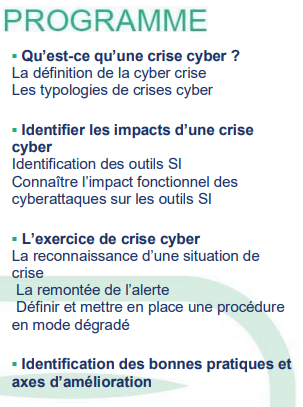 PROGRAMME
▪ Qu’est-ce qu’une crise cyber ?
La définition de la cyber crise
Les typologies de crises cyber
▪ Identifier les impacts d’une crise
cyber
Identification des outils SI
Connaître l’impact fonctionnel des
cyberattaques sur les outils SI
▪ L’exercice de crise cyber
La reconnaissance d’une situation de
crise
La remontée de l’alerte
Définir et mettre en place une procédure
en mode dégradé
▪ Identification des bonnes pratiques et
axes d’amélioration